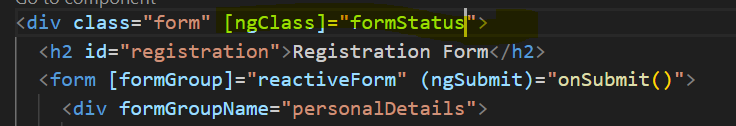 Go to component
<div class="form" [ngClass]="formStatus">
<h2 id="registration">Registration Form</h2>
<form [formGroup]="reactiveForm" (ngSubmit)="onSubmit()">
<div formGroupName="personalDetails">